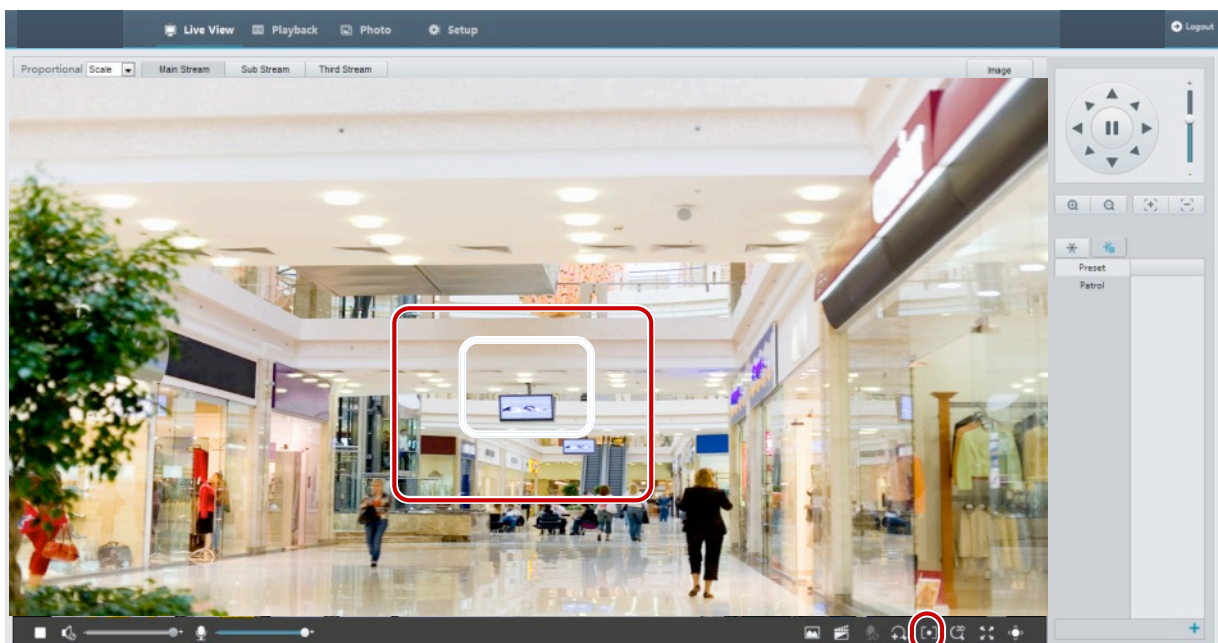 Live View Playback Photo Setup Logout
Proportional Scale Main Stream Sub Stream Third Stream Image
Preset
Patrol